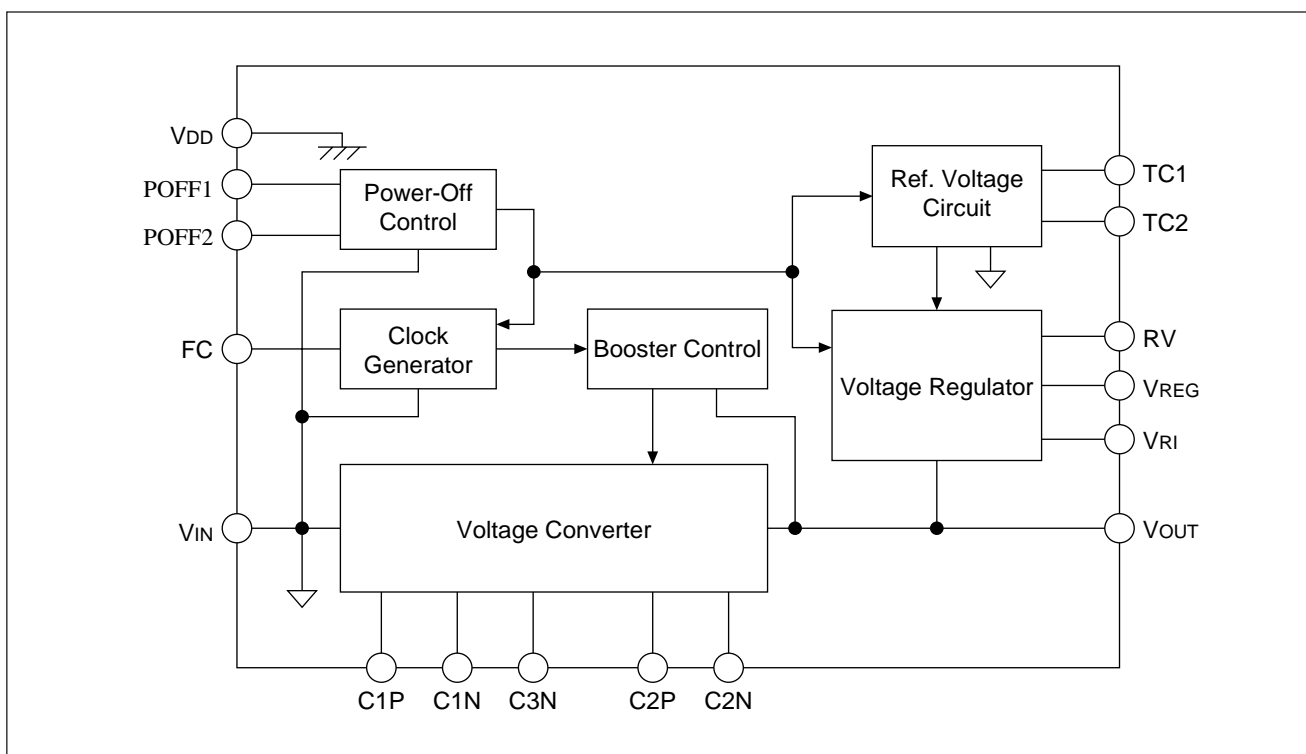 VDD
POFF1
POFF2
FC
VIN
Power-Off
Control
Clock
Generator
Booster Control
Voltage Converter
Ref. Voltage
Circuit
Voltage Regulator
TC1
TC2
RV
VREG
VRI
VOUT
C1P
C1N
C3N
C2P
C2N